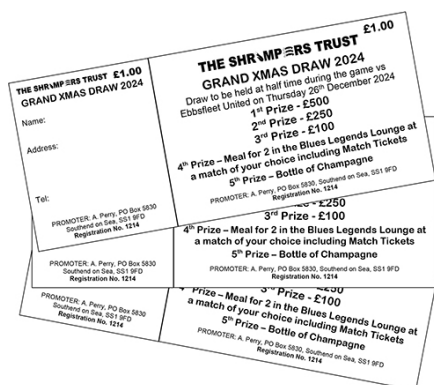 THE SHRIMPERS TRUST £1.00
GRAND XMAS DRAW 2024
Name:
Address:
Tel:
PROMOTER: A. Perry, PO Box 5830
Southend on Sea, SS1 9FD
Registration No. 1214
THE SHRIMPERS TRUST £1.00
GRAND XMAS DRAW 2024
Draw to be held at half time during the game vs
Ebbsfleet United on Thursday 26th December 2024
1st Prize - £500
2nd Prize - £250
3rd Prize - £100
4th Prize – Meal for 2 in the Blues Legends Lounge at
a match of your choice including Match Tickets
5th Prize – Bottle of Champagne
PROMOTER: A. Perry, PO Box 5830, Southend on Sea, SS1 9FD
Registration No. 1214
PROMOTER: A. Perry, PO Box 5830
Southend on Sea, SS1 9FD
Registration No. 1214
£250
3rd Prize - £100
4th Prize – Meal for 2 in the Blues Legends Lounge at
a match of your choice including Match Tickets
5th Prize – Bottle of Champagne
PROMOTER: A. Perry, PO Box 5830, Southend on Sea, SS1 9FD
Registration No. 1214
PROMOTER: A. Perry, PO Box 5830
Southend on Sea, SS1 9FD
Registration No. 1214
Prize - £100
4th Prize – Meal for 2 in the Blues Legends Lounge at
a match of your choice including Match Tickets
5th Prize – Bottle of Champagne
PROMOTER: A. Perry, PO Box 5830, Southend on Sea, SS1 9FD
Registration No. 1214